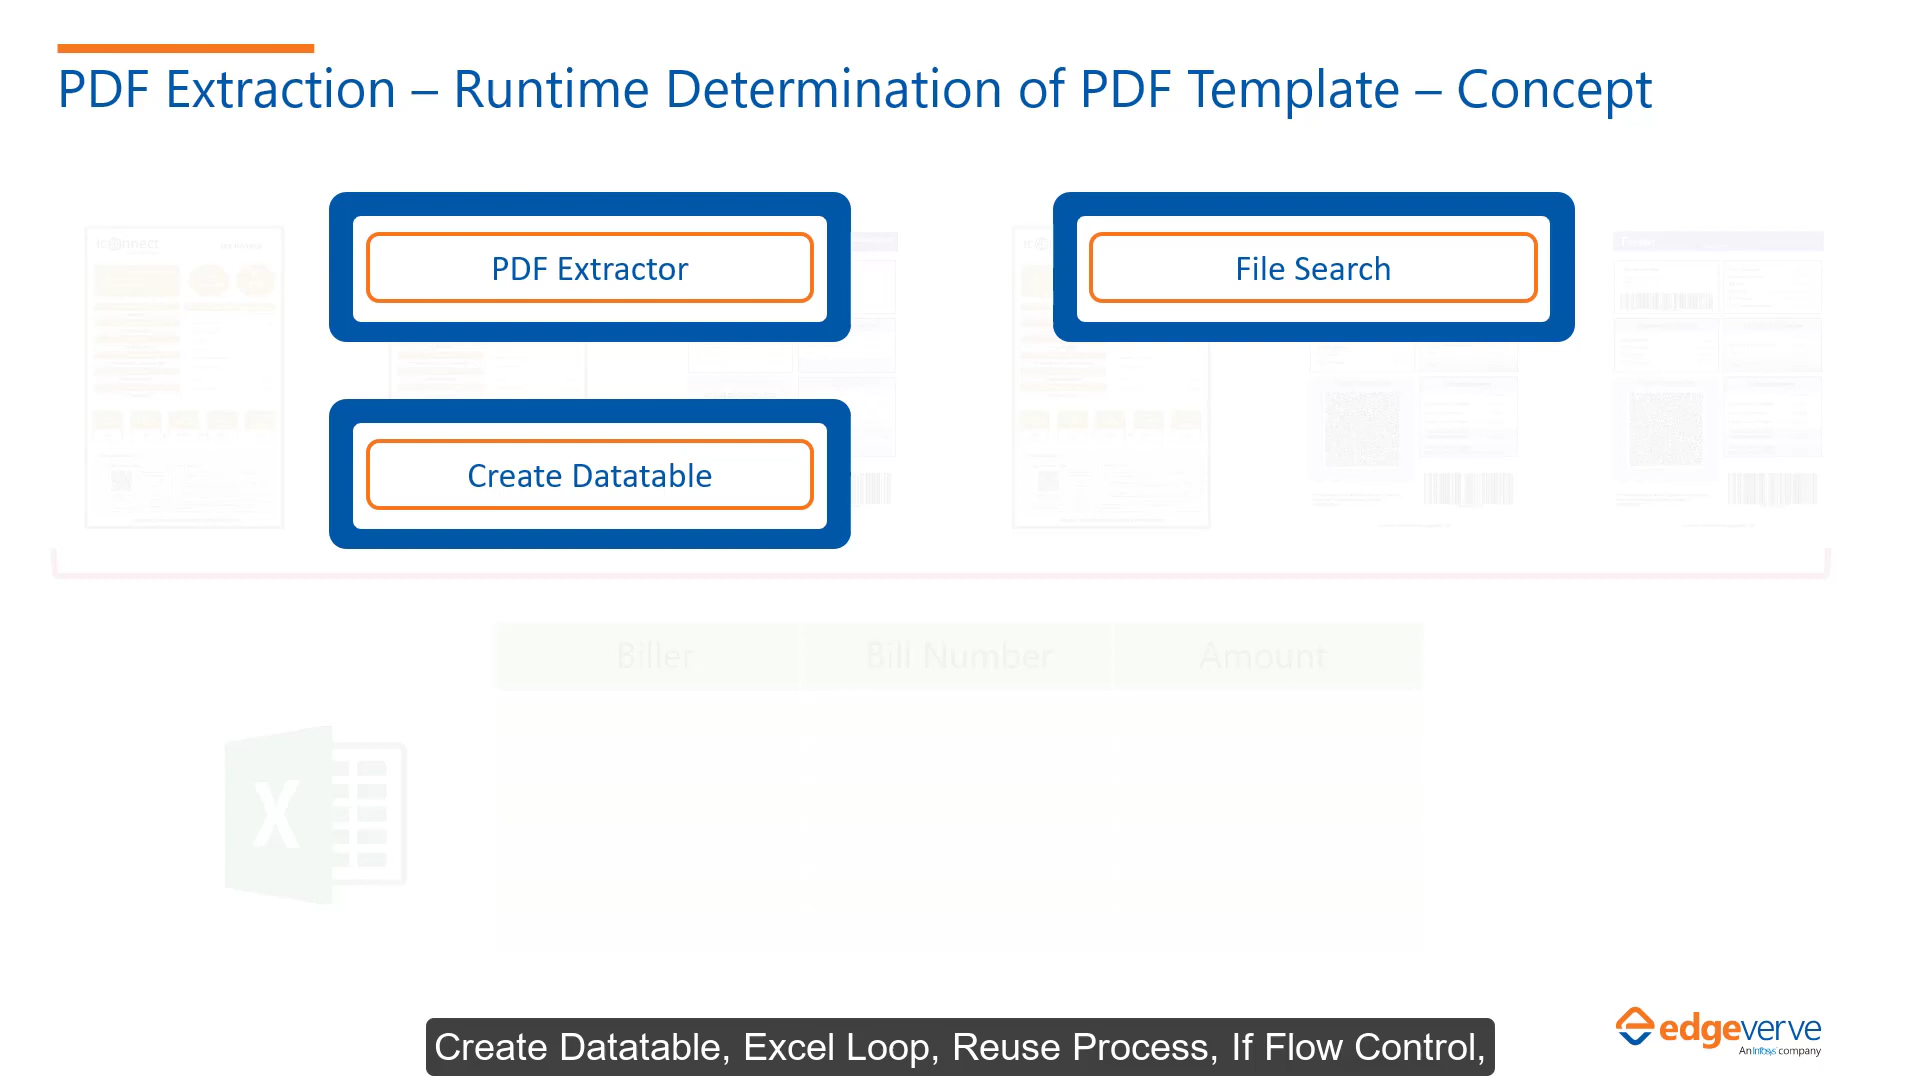 PDF Extraction – Runtime Determination of PDF Template – Concept
PDF Extractor
File Search
Create Datatable
Biller
Bill Number
Amount
X
Create Datatable, Excel Loop, Reuse Process, If Flow Control,
edgeverve
An Infosys company